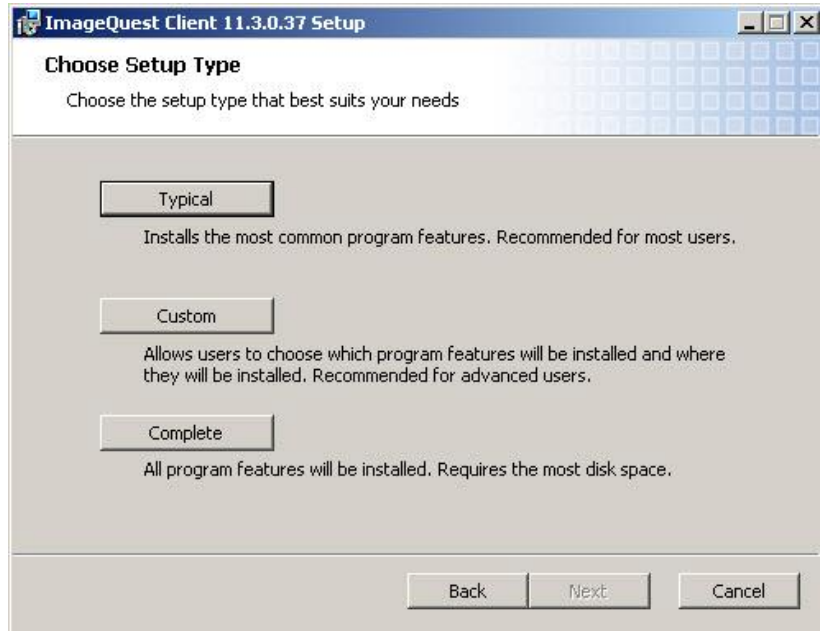 ImageQuest Client 11.3.0.37 Setup
Choose Setup Type
Choose the setup type that best suits your needs
Typical
Installs the most common program features. Recommended for most users.
Custom
Allows users to choose which program features will be installed and where
they will be installed. Recommended for advanced users.
Complete
All program features will be installed. Requires the most disk space.
Back
Next
Cancel